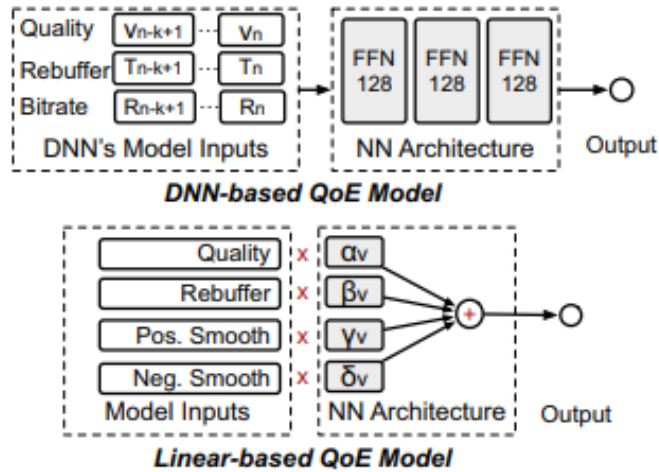 Quality Vn-k+1 ... Vn
Rebuffer Tn-k+1 ... Tn
Bitrate Rn-k+1 ... Rn
DNN's Model Inputs
FFN 128
FFN 128
FFN 128
NN Architecture
Output
DNN-based QoE Model
Quality x αv
Rebuffer x βv
Pos. Smooth x γv
Neg. Smooth x δv
+
Model Inputs
NN Architecture
Output
Linear-based QoE Model